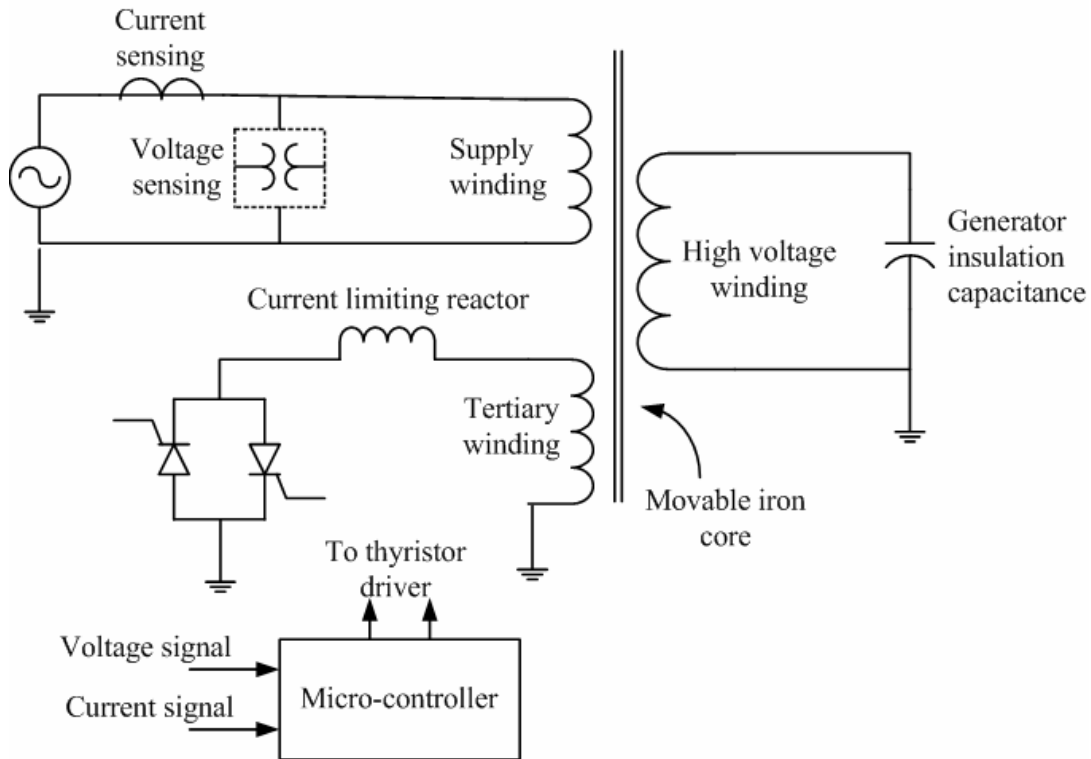 Current
sensing
Voltage
sensing
Supply
winding
High voltage
winding
Generator
insulation
capacitance
Current limiting reactor
Tertiary
winding
Movable iron
core
To thyristor
driver
Voltage signal
Current signal
Micro-controller